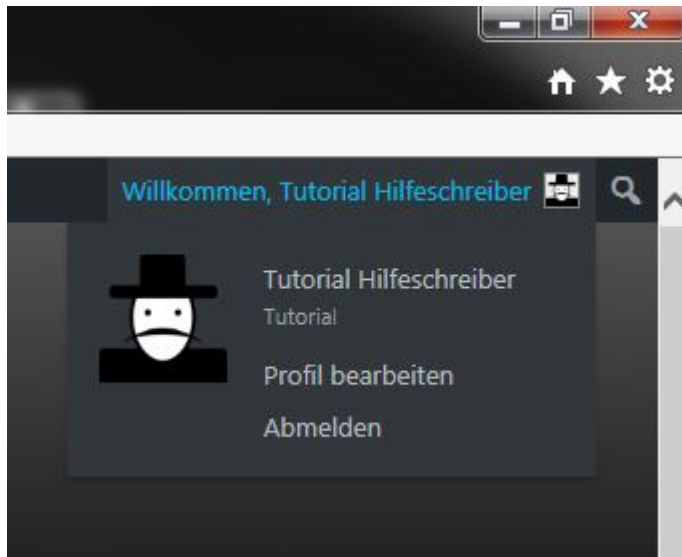 Willkommen, Tutorial Hilfeschreiber
Tutorial Hilfeschreiber
Tutorial
Profil bearbeiten
Abmelden